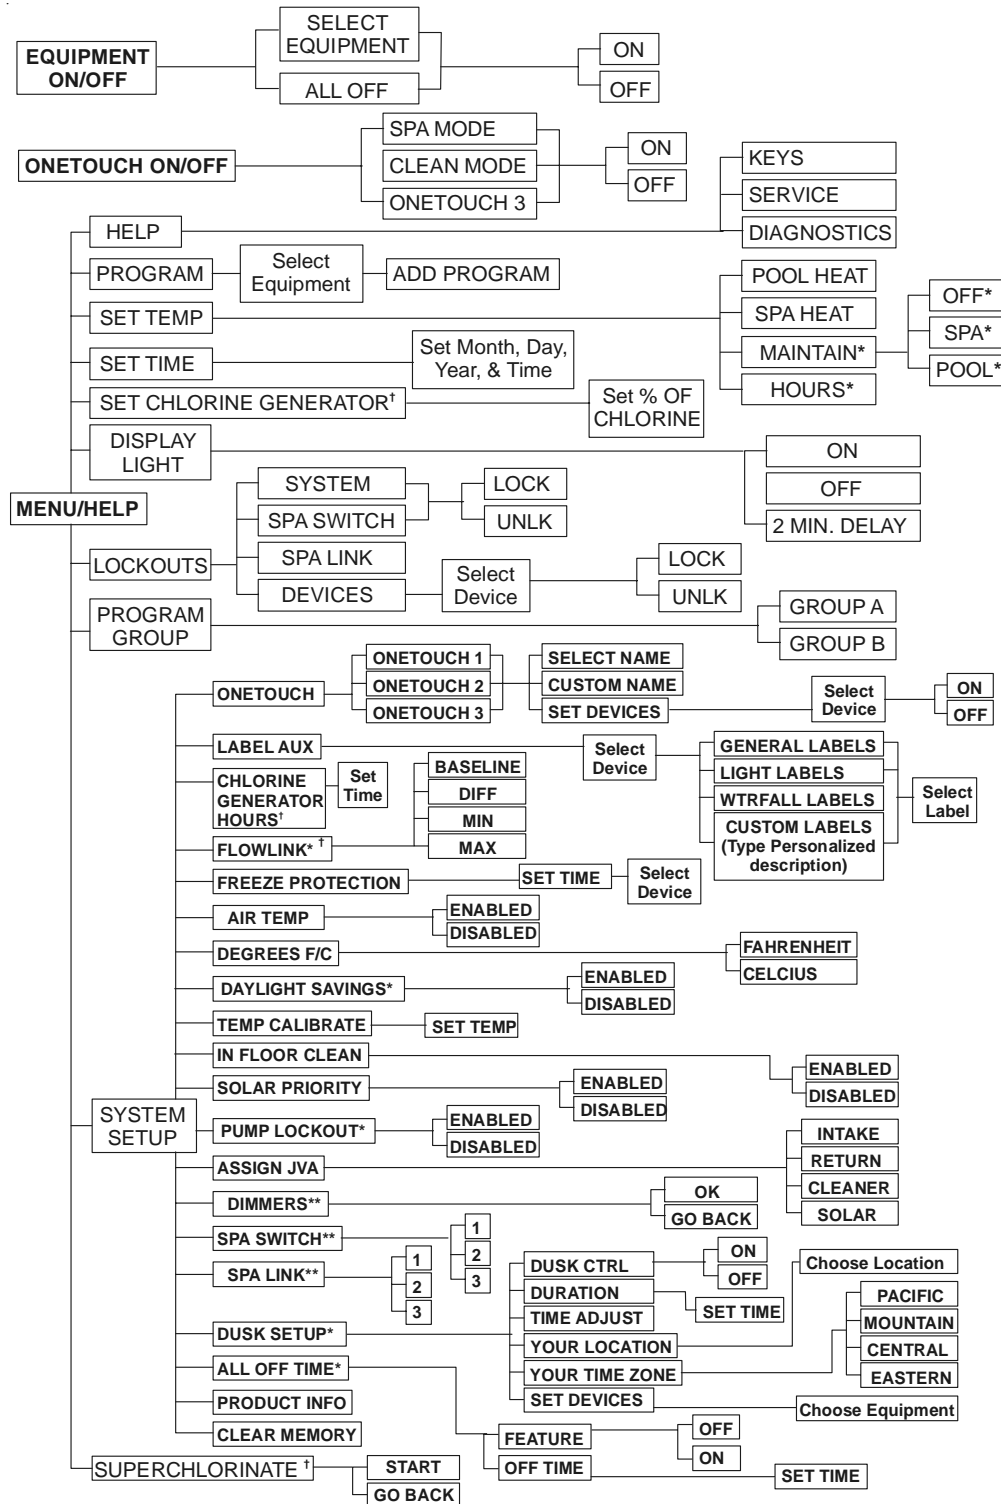 SELECT
EQUIPMENT
EQUIPMENT
ON/OFF
ALL OFF
ON
OFF
ONETOUCH ON/OFF
SPA MODE
CLEAN MODE
ONETOUCH 3
ON
OFF
MENU/HELP
HELP
KEYS
SERVICE
DIAGNOSTICS
PROGRAM
Select
Equipment
ADD PROGRAM
SET TEMP
POOL HEAT
SPA HEAT
MAINTAIN*
HOURS*
OFF*
SPA*
POOL*
SET TIME
Set Month, Day,
Year, & Time
SET CHLORINE GENERATOR†
Set % OF
CHLORINE
DISPLAY
LIGHT
ON
OFF
2 MIN. DELAY
LOCKOUTS
SYSTEM
SPA SWITCH
LOCK
UNLK
SPA LINK
DEVICES
Select
Device
LOCK
UNLK
PROGRAM
GROUP
GROUP A
GROUP B
SYSTEM
SETUP
ONETOUCH
ONETOUCH 1
ONETOUCH 2
ONETOUCH 3
SELECT NAME
CUSTOM NAME
SET DEVICES
Select
Device
ON
OFF
LABEL AUX
Select
Device
GENERAL LABELS
LIGHT LABELS
WTRFALL LABELS
CUSTOM LABELS
(Type Personalized
description)
Select
Label
CHLORINE
GENERATOR
HOURS†
Set
Time
FLOWLINK* †
BASELINE
DIFF
MIN
MAX
FREEZE PROTECTION
SET TIME
Select
Device
AIR TEMP
ENABLED
DISABLED
DEGREES F/C
FAHRENHEIT
CELCIUS
DAYLIGHT SAVINGS*
ENABLED
DISABLED
TEMP CALIBRATE
SET TEMP
IN FLOOR CLEAN
ENABLED
DISABLED
SOLAR PRIORITY
ENABLED
DISABLED
PUMP LOCKOUT*
ENABLED
DISABLED
ASSIGN JVA
INTAKE
RETURN
CLEANER
SOLAR
DIMMERS**
OK
GO BACK
SPA SWITCH**
1
2
3
SPA LINK**
1
2
3
DUSK SETUP*
DUSK CTRL
ON
OFF
DURATION
SET TIME
TIME ADJUST
YOUR LOCATION
Choose Location
YOUR TIME ZONE
PACIFIC
MOUNTAIN
CENTRAL
EASTERN
SET DEVICES
Choose Equipment
ALL OFF TIME*
FEATURE
OFF
ON
OFF TIME
SET TIME
PRODUCT INFO
CLEAR MEMORY
SUPERCHLORINATE †
START
GO BACK